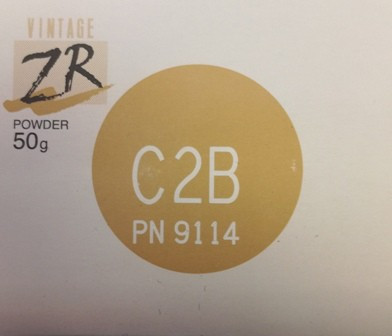 VINTAGE
ZR
POWDER
50g
C2B
PN 9114